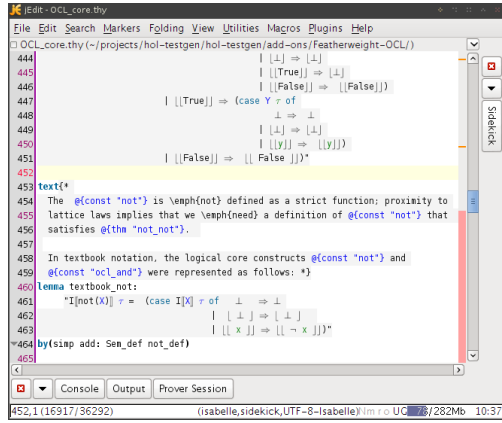 jEdit - OCL_core.thy
File Edit Search Markers Folding View Utilities Macros Plugins Help
OCL_core.thy (~/projects/hol-testgen/hol-testgen/add-ons/Featherweight-OCL/)
444 | ⌊⊥⌋ ⇒ ⌊⊥⌋
445 | ⌊⌊True⌋⌋ ⇒ ⌊⊥⌋
446 | ⌊⌊False⌋⌋ ⇒ ⌊⌊False⌋⌋)
447 | ⌊⌊True⌋⌋ ⇒ (case Y τ of
448 ⊥ ⇒ ⊥
449 | ⌊⊥⌋ ⇒ ⌊⊥⌋
450 | ⌊⌊y⌋⌋ ⇒ ⌊⌊y⌋⌋)
451 | ⌊⌊False⌋⌋ ⇒ ⌊⌊ False ⌋⌋)"
452
453 text{*
454 The @{const "not"} is \emph{not} defined as a strict function; proximity to
455 lattice laws implies that we \emph{need} a definition of @{const "not"} that
456 satisfies @{thm "not_not"}.
457
458 In textbook notation, the logical core constructs @{const "not"} and
459 @{const "ocl_and"} were represented as follows: *}
460 lemma textbook_not:
461 "I⟦not(X)⟧ τ = (case I⟦X⟧ τ of ⊥ ⇒ ⊥
462 | ⌊ ⊥ ⌋ ⇒ ⌊ ⊥ ⌋
463 | ⌊⌊ x ⌋⌋ ⇒ ⌊⌊ ¬ x ⌋⌋)"
464 by(simp add: Sem_def not_def)
465
Sidekick
Console Output Prover Session
452,1 (16917/36292) (isabelle,sidekick,UTF-8-Isabelle) N m r o UG 78/282Mb 10:37